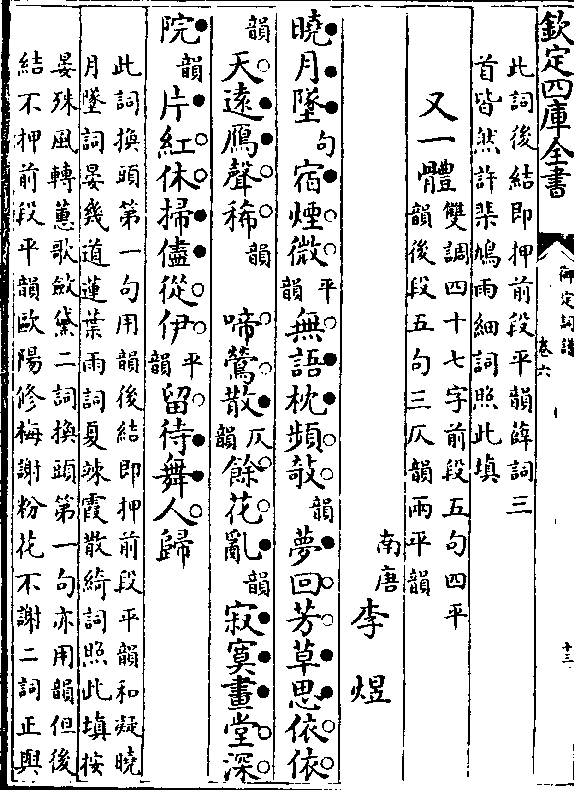 欽定四庫全書
御定詞譜
卷六
十三
此詞後結即押前段平韻薛詞三
首皆然許棐鳩雨細詞照此填
又一體
雙調四十七字前段五句四平
韻後段五句三仄韻兩平韻
南唐李煜
曉月墜句宿煙微平韻無語枕頻攲韻夢回芳草思依依
韻天遠鴈聲稀韻 啼鶯散仄韻餘花亂韻寂寞畫堂深
院韻片紅休掃儘從伊平韻留待舞人歸
此詞換頭第一句用韻後結即押前段平韻和凝曉
月墜詞晏幾道蓮葉雨詞夏竦霞散綺詞照此填按
晏殊風轉蕙歌斂黛二詞換頭第一句亦用韻但後
結不押前段平韻歐陽修梅謝粉花不謝二詞正與